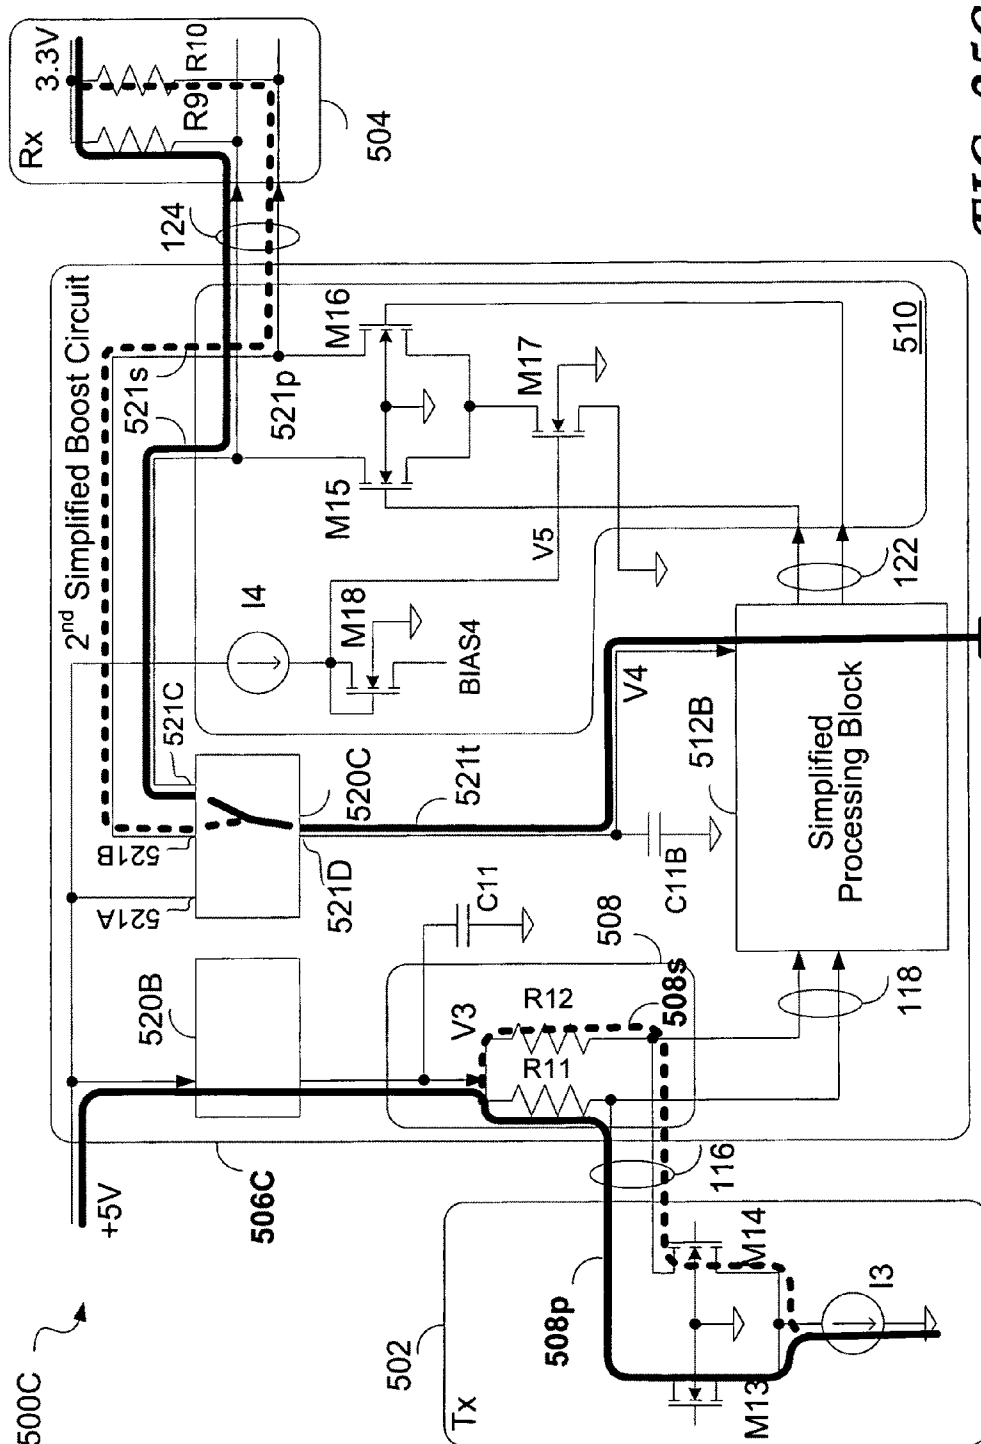 500C
+5V
506C
2nd Simplified Boost Circuit
520B
521A
521B
521C
521D
520C
521t
521s
521p
I4
M18
BIAS4
V5
M15
M16
M17
510
124
Rx
3.3V
R9
R10
504
V3
R11
R12
508
508s
C11
C11B
V4
512B
Simplified
Processing Block
118
122
116
502
Tx
508p
M13
M14
I3